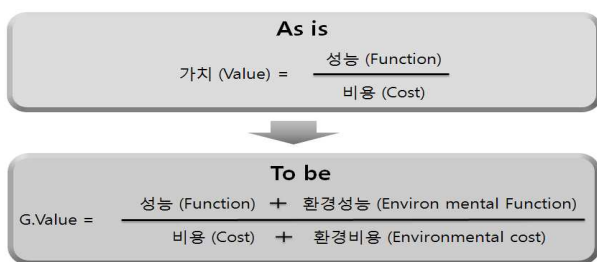 As is
가치 (Value) = 성능 (Function)
비용 (Cost)
To be
성능 (Function) + 환경성능 (Environ mental Function)
G.Value =
비용 (Cost) + 환경비용 (Environmental cost)